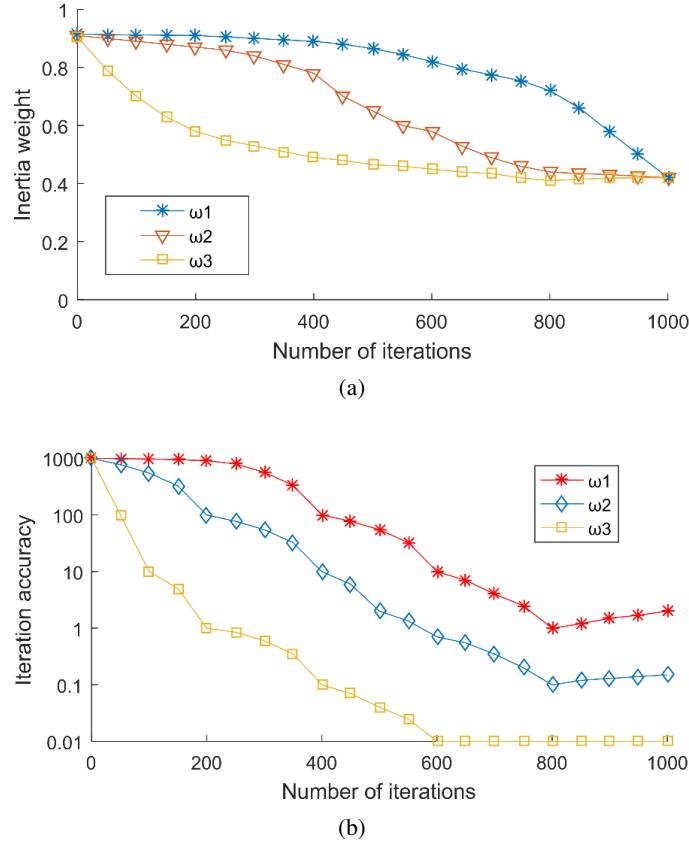 1
0.8
0.6
0.4
0.2
0
Inertia weight
ω1
ω2
ω3
0 200 400 600 800 1000
Number of iterations
(a)
1000
100
10
1
0.1
0.01
Iteration accuracy
ω1
ω2
ω3
0 200 400 600 800 1000
Number of iterations
(b)